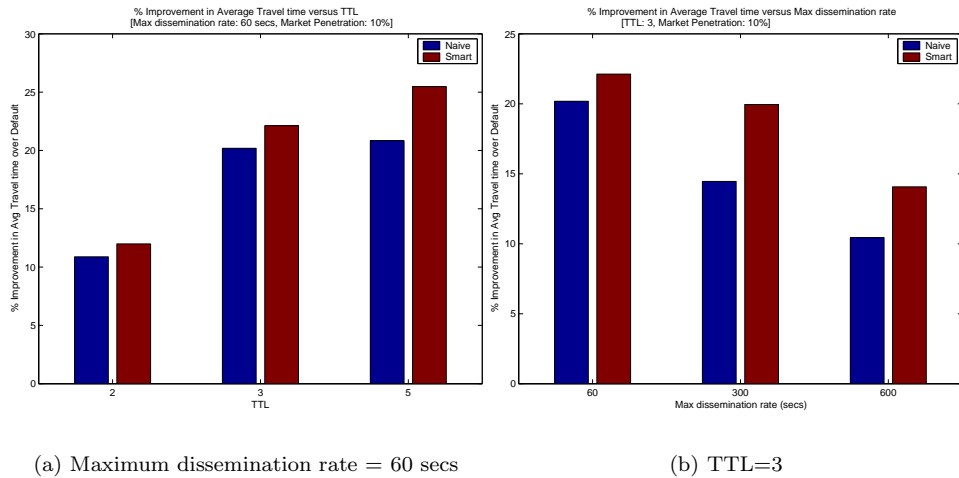 % Improvement in Average Travel time versus TTL
[Max dissemination rate: 60 secs, Market Penetration: 10%]
% Improvement in Avg Travel time over Default
30
25
20
15
10
5
0
Naive
Smart
2
3
5
TTL
(a) Maximum dissemination rate = 60 secs
% Improvement in Average Travel time versus Max dissemination rate
[TTL: 3, Market Penetration: 10%]
% Improvement in Avg Travel time over Default
25
20
15
10
5
0
Naive
Smart
60
300
600
Max dissemination rate (secs)
(b) TTL=3